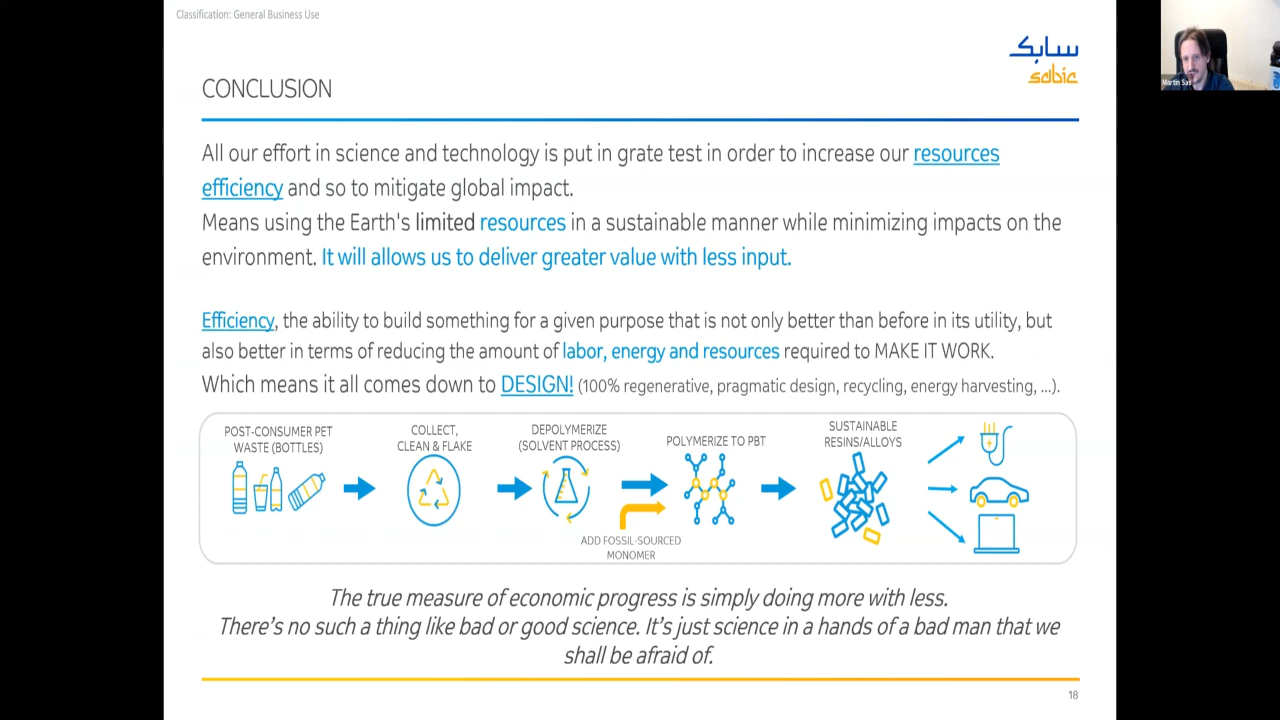 Classification: General Business Use
سابك
sabic
CONCLUSION
All our effort in science and technology is put in grate test in order to increase our resources
efficiency and so to mitigate global impact.
Means using the Earth's limited resources in a sustainable manner while minimizing impacts on the
environment. It will allows us to deliver greater value with less input.
Efficiency, the ability to build something for a given purpose that is not only better than before in its utility, but
also better in terms of reducing the amount of labor, energy and resources required to MAKE IT WORK.
Which means it all comes down to DESIGN! (100% regenerative, pragmatic design, recycling, energy harvesting, ...).
POST-CONSUMER PET
WASTE (BOTTLES)
COLLECT,
CLEAN & FLAKE
DEPOLYMERIZE
(SOLVENT PROCESS)
POLYMERIZE TO PBT
SUSTAINABLE
RESINS/ALLOYS
ADD FOSSIL-SOURCED
MONOMER
The true measure of economic progress is simply doing more with less.
There's no such a thing like bad or good science. It's just science in a hands of a bad man that we
shall be afraid of.
18
Martin Sas